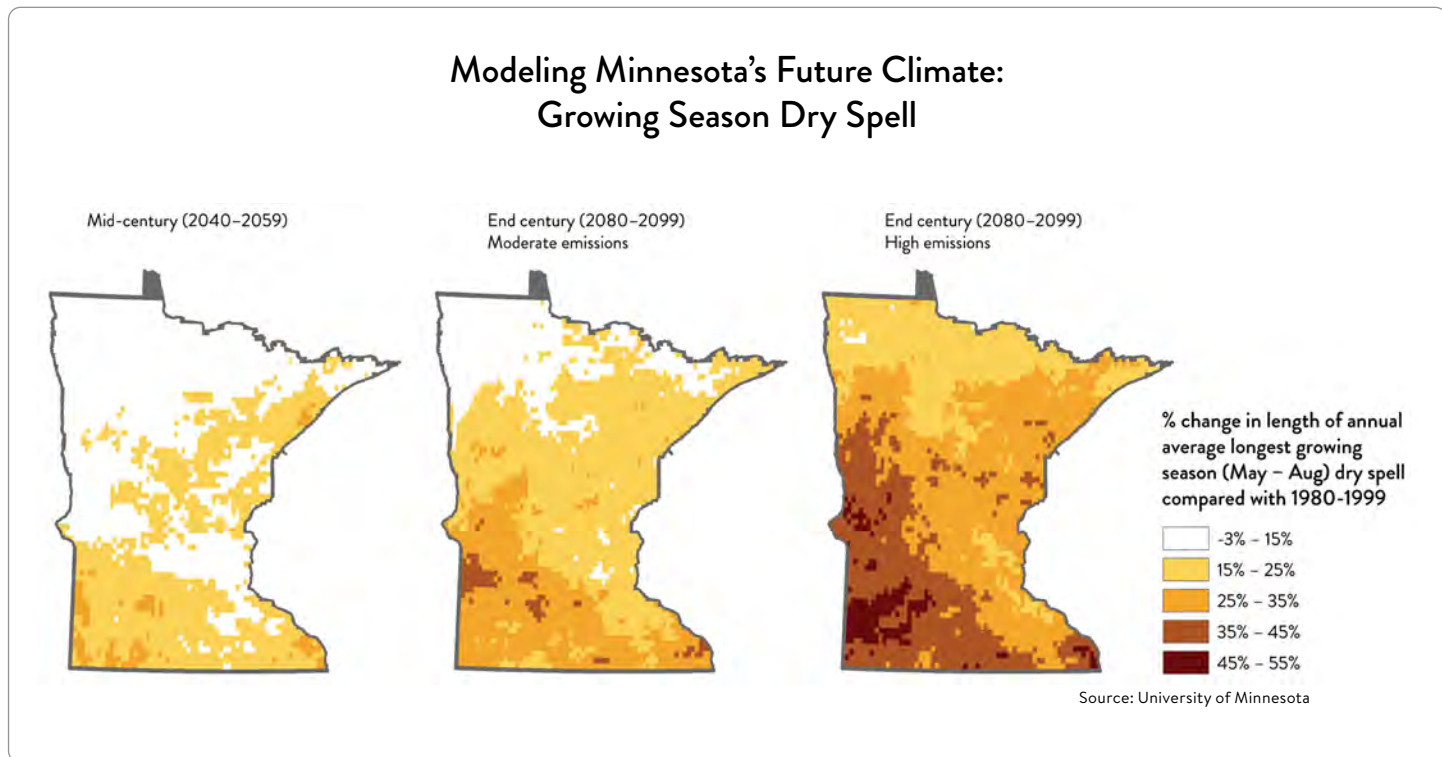 Modeling Minnesota’s Future Climate:
Growing Season Dry Spell
Mid-century (2040–2059)
End century (2080–2099)
Moderate emissions
End century (2080–2099)
High emissions
% change in length of annual
average longest growing
season (May – Aug) dry spell
compared with 1980-1999
-3% – 15%
15% – 25%
25% – 35%
35% – 45%
45% – 55%
Source: University of Minnesota